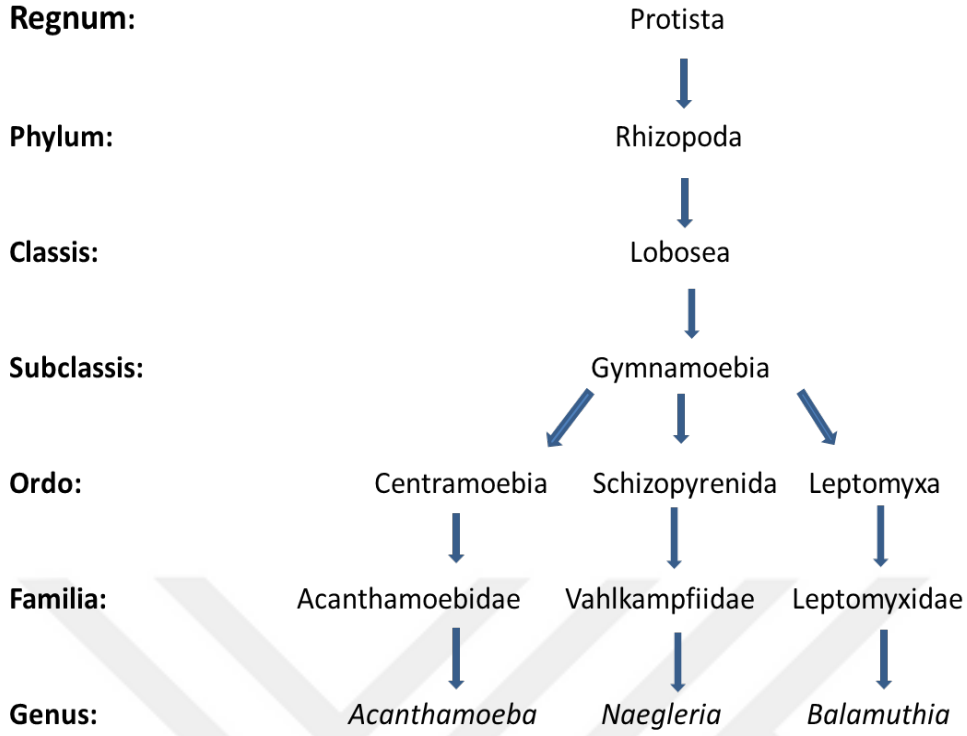 Regnum: Protista
Phylum: Rhizopoda
Classis: Lobosea
Subclassis: Gymnamoebia
Ordo: Centramoebia Schizopyrenida Leptomyxa
Familia: Acanthamoebidae Vahlkampfiidae Leptomyxidae
Genus: Acanthamoeba Naegleria Balamuthia